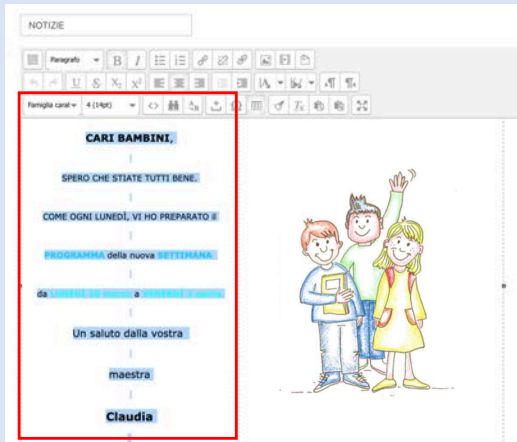 NOTIZIE
Paragrafo
Famiglia carat 4 (14pt)
CARI BAMBINI,
SPERO CHE STIATE TUTTI BENE.
COME OGNI LUNEDÌ, VI HO PREPARATO il
PROGRAMMA della nuova SETTIMANA
da LUNEDÌ a VENERDÌ
Un saluto dalla vostra
maestra
Claudia